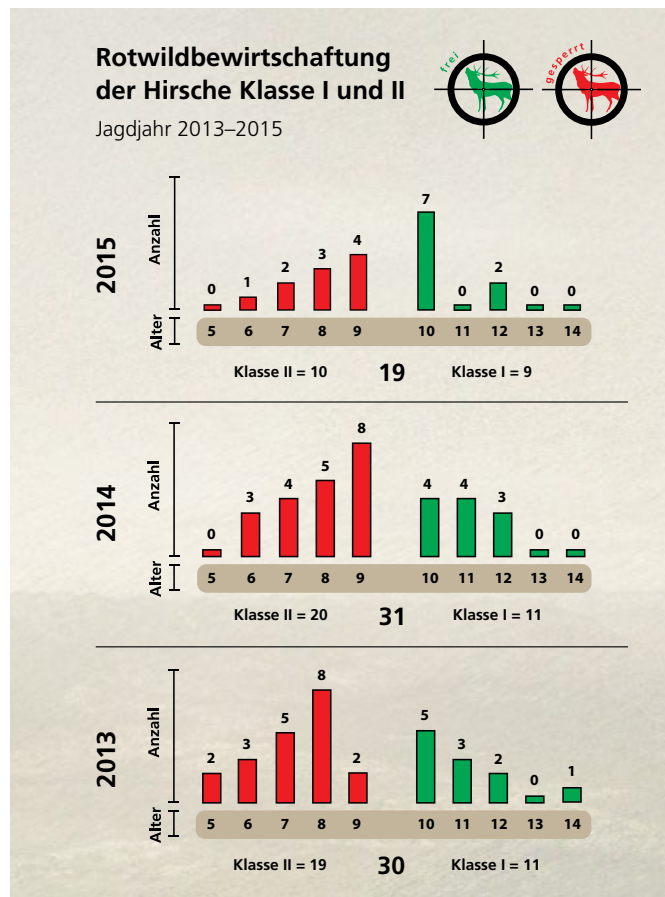 Rotwildbewirtschaftung
der Hirsche Klasse I und II
Jagdjahr 2013–2015
frei
gesperrt
2015
Anzahl
0 1 2 3 4 7 0 2 0 0
Alter
5 6 7 8 9 10 11 12 13 14
Klasse II = 10 19 Klasse I = 9
2014
Anzahl
0 3 4 5 8 4 4 3 0 0
Alter
5 6 7 8 9 10 11 12 13 14
Klasse II = 20 31 Klasse I = 11
2013
Anzahl
2 3 5 8 2 5 3 2 0 1
Alter
5 6 7 8 9 10 11 12 13 14
Klasse II = 19 30 Klasse I = 11